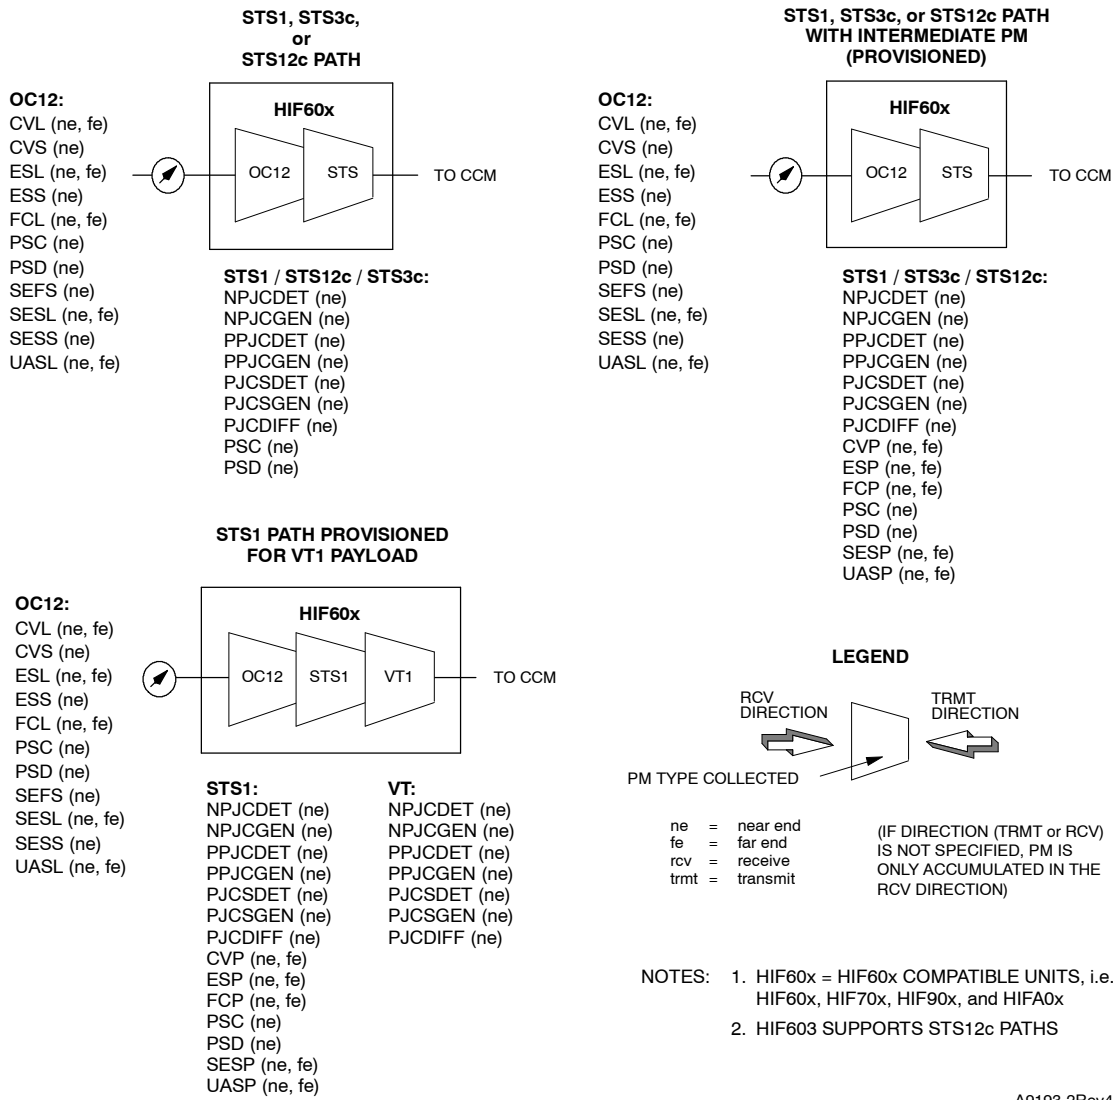 STS1, STS3c,
or
STS12c PATH
OC12:
CVL (ne, fe)
CVS (ne)
ESL (ne, fe)
ESS (ne)
FCL (ne, fe)
PSC (ne)
PSD (ne)
SEFS (ne)
SESL (ne, fe)
SESS (ne)
UASL (ne, fe)
HIF60x
OC12
STS
TO CCM
STS1 / STS12c / STS3c:
NPJCDET (ne)
NPJCGEN (ne)
PPJCDET (ne)
PPJCGEN (ne)
PJCSDET (ne)
PJCSGEN (ne)
PJCDIFF (ne)
PSC (ne)
PSD (ne)
STS1, STS3c, or STS12c PATH
WITH INTERMEDIATE PM
(PROVISIONED)
OC12:
CVL (ne, fe)
CVS (ne)
ESL (ne, fe)
ESS (ne)
FCL (ne, fe)
PSC (ne)
PSD (ne)
SEFS (ne)
SESL (ne, fe)
SESS (ne)
UASL (ne, fe)
HIF60x
OC12
STS
TO CCM
STS1 / STS3c / STS12c:
NPJCDET (ne)
NPJCGEN (ne)
PPJCDET (ne)
PPJCGEN (ne)
PJCSDET (ne)
PJCSGEN (ne)
PJCDIFF (ne)
CVP (ne, fe)
ESP (ne, fe)
FCP (ne, fe)
PSC (ne)
PSD (ne)
SESP (ne, fe)
UASP (ne, fe)
STS1 PATH PROVISIONED
FOR VT1 PAYLOAD
OC12:
CVL (ne, fe)
CVS (ne)
ESL (ne, fe)
ESS (ne)
FCL (ne, fe)
PSC (ne)
PSD (ne)
SEFS (ne)
SESL (ne, fe)
SESS (ne)
UASL (ne, fe)
HIF60x
OC12
STS1
VT1
TO CCM
STS1:
NPJCDET (ne)
NPJCGEN (ne)
PPJCDET (ne)
PPJCGEN (ne)
PJCSDET (ne)
PJCSGEN (ne)
PJCDIFF (ne)
CVP (ne, fe)
ESP (ne, fe)
FCP (ne, fe)
PSC (ne)
PSD (ne)
SESP (ne, fe)
UASP (ne, fe)
VT:
NPJCDET (ne)
NPJCGEN (ne)
PPJCDET (ne)
PPJCGEN (ne)
PJCSDET (ne)
PJCSGEN (ne)
PJCDIFF (ne)
LEGEND
RCV
DIRECTION
TRMT
DIRECTION
PM TYPE COLLECTED
ne = near end
fe = far end
rcv = receive
trmt = transmit
(IF DIRECTION (TRMT or RCV)
IS NOT SPECIFIED, PM IS
ONLY ACCUMULATED IN THE
RCV DIRECTION)
NOTES: 1. HIF60x = HIF60x COMPATIBLE UNITS, i.e.
HIF60x, HIF70x, HIF90x, and HIFA0x
2. HIF603 SUPPORTS STS12c PATHS